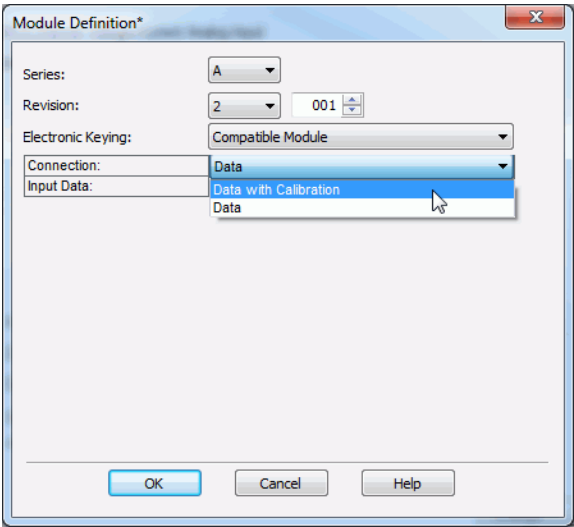 Module Definition*
Series: A
Revision: 2 001
Electronic Keying: Compatible Module
Connection: Data
Input Data: Data with Calibration
Data
OK Cancel Help